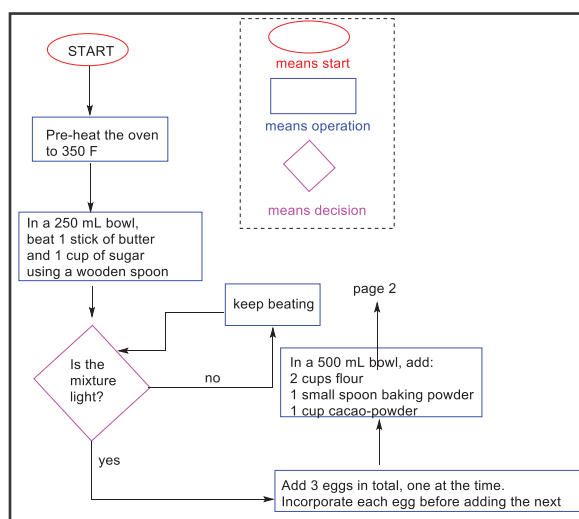 START
means start
means operation
means decision
Pre-heat the oven
to 350 F
In a 250 mL bowl,
beat 1 stick of butter
and 1 cup of sugar
using a wooden spoon
keep beating
Is the
mixture
light?
no
yes
Add 3 eggs in total, one at the time.
Incorporate each egg before adding the next
In a 500 mL bowl, add:
2 cups flour
1 small spoon baking powder
1 cup cacao-powder
page 2